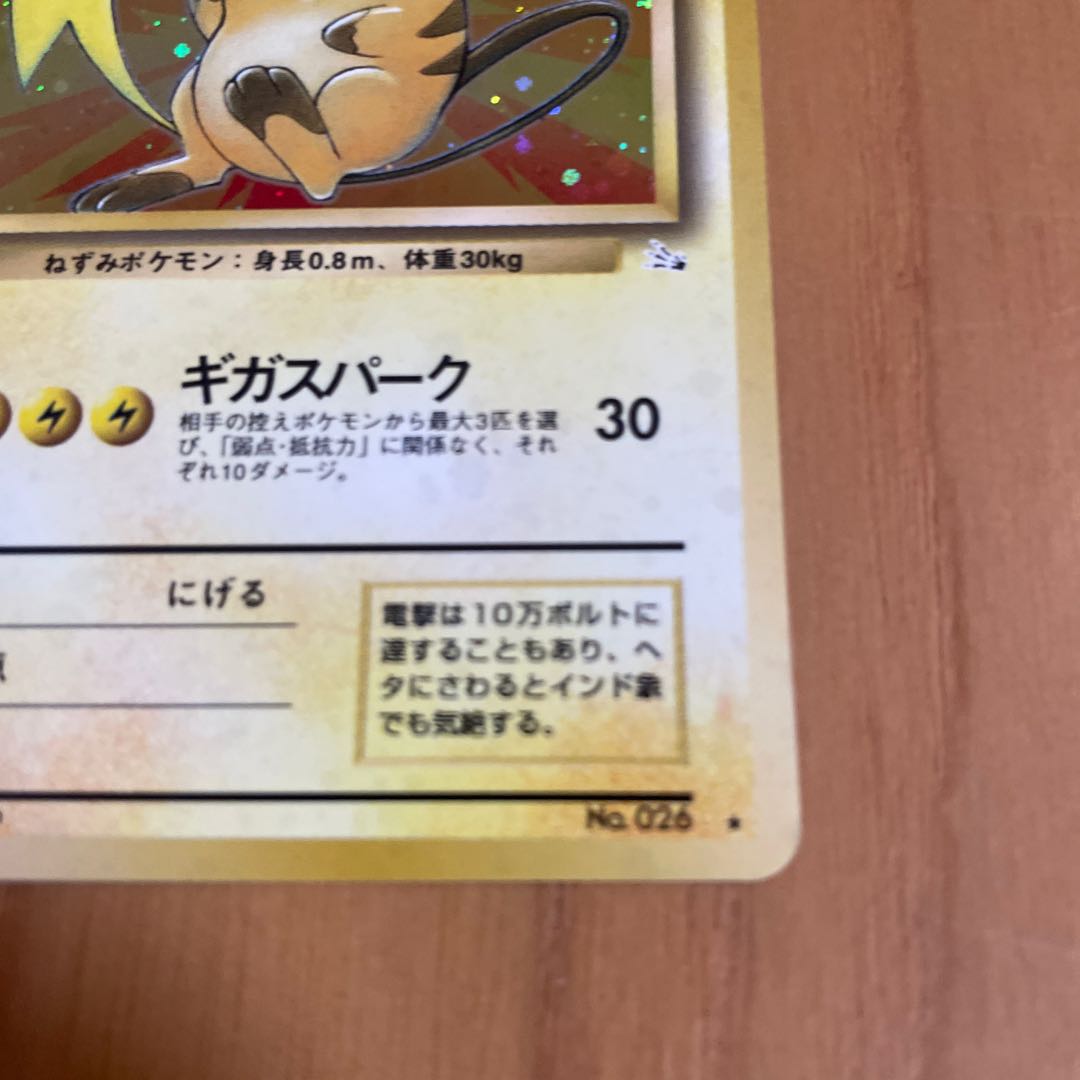 ねずみポケモン：身長0.8m、体重30kg
ギガスパーク
30
相手の控えポケモンから最大3匹を選
び、「弱点・抵抗力」に関係なく、それ
ぞれ10ダメージ。
にげる
電撃は10万ボルトに
達することもあり、ヘ
タにさわるとインド象
でも気絶する。
No. 026 ★